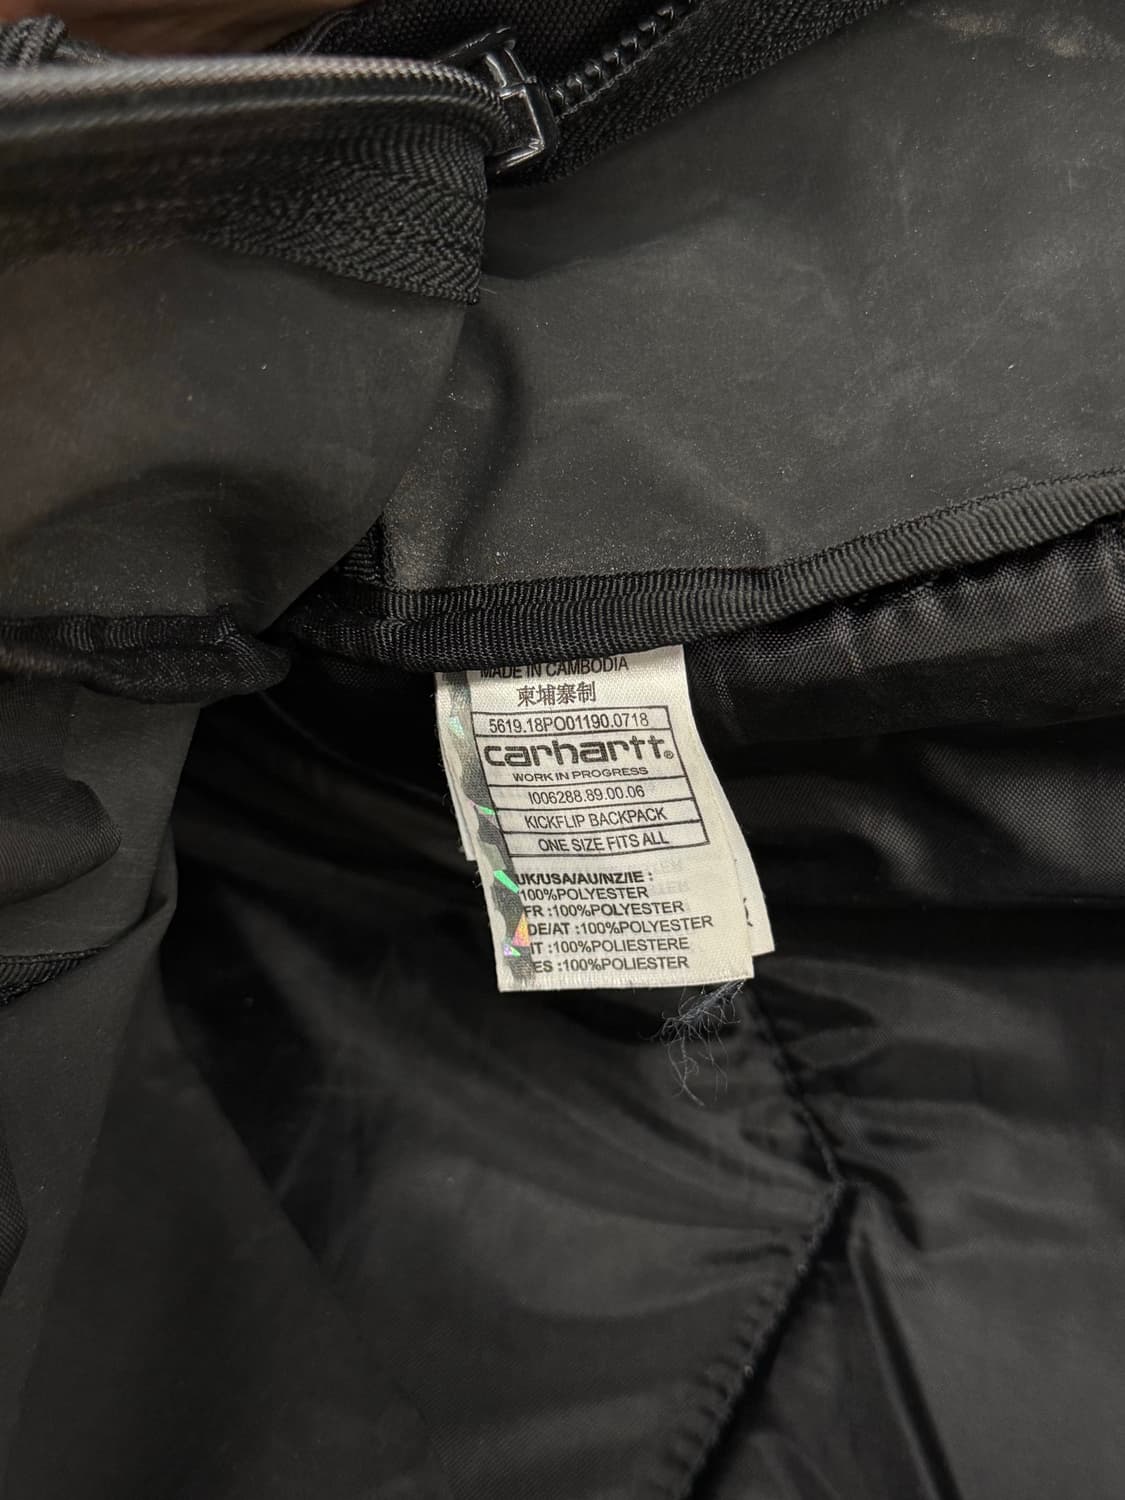 MADE IN CAMBODIA
柬埔寨制
5619.18PO01190.0718
carhartt®
WORK IN PROGRESS
I006288.89.00.06
KICKFLIP BACKPACK
ONE SIZE FITS ALL
UK/USA/AU/NZ/IE :
100%POLYESTER
FR :100%POLYESTER
DE/AT :100%POLYESTER
IT :100%POLIESTERE
ES :100%POLIESTER